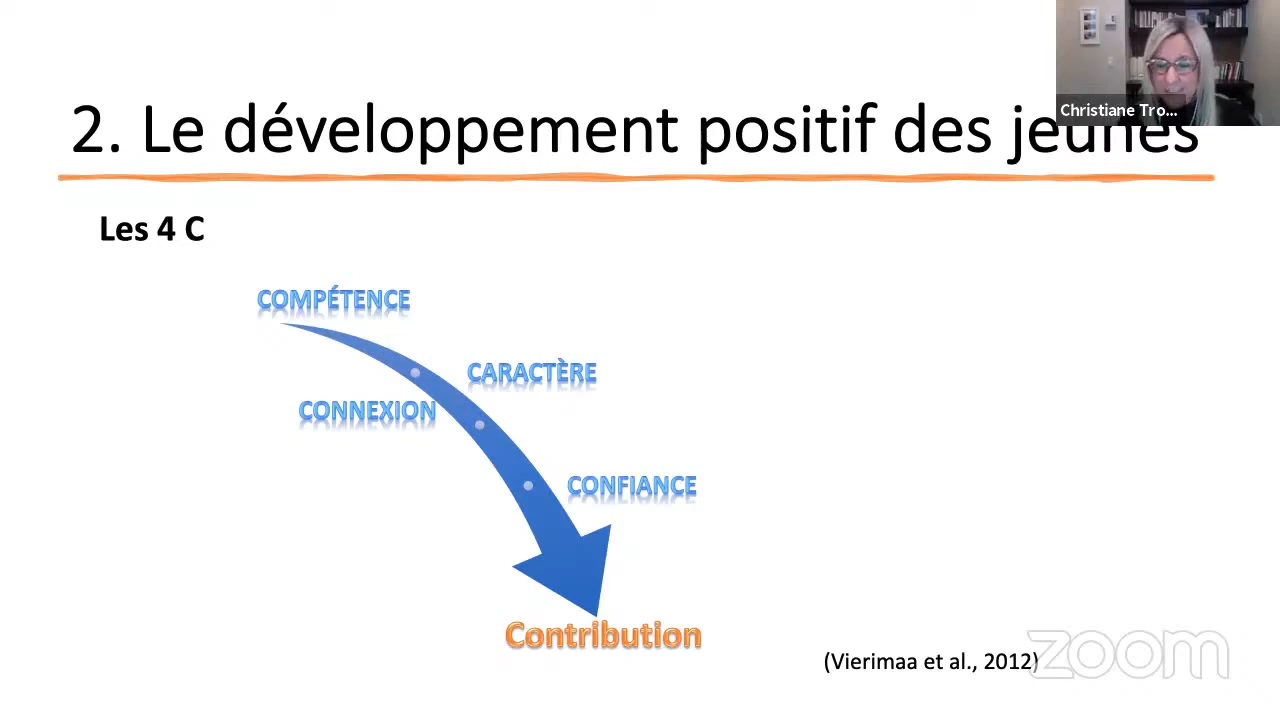 Christiane Tro...
2. Le développement positif des jeunes
Les 4 C
COMPÉTENCE
CARACTÈRE
CONNEXION
CONFIANCE
Contribution
(Vierimaa et al., 2012)
zoom